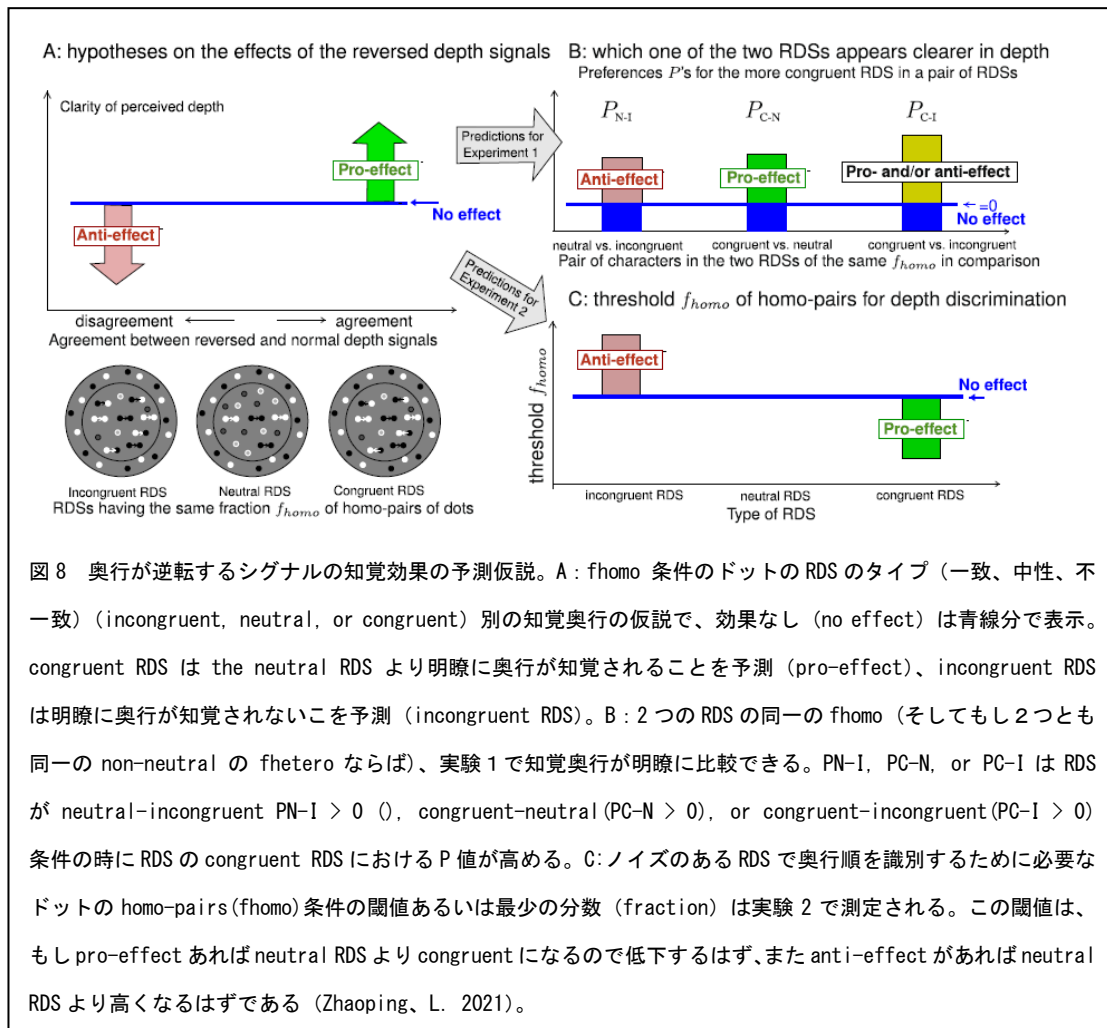 A: hypotheses on the effects of the reversed depth signals
Clarity of perceived depth
Pro-effect
No effect
Anti-effect
disagreement
agreement
Agreement between reversed and normal depth signals
Incongruent RDS
Neutral RDS
Congruent RDS
RDSs having the same fraction f_homo of homo-pairs of dots
Predictions for
Experiment 1
Predictions for
Experiment 2
B: which one of the two RDSs appears clearer in depth
Preferences P's for the more congruent RDS in a pair of RDSs
P_N-I
P_C-N
P_C-I
Anti-effect
Pro-effect
Pro- and/or anti-effect
=0
No effect
neutral vs. incongruent
congruent vs. neutral
congruent vs. incongruent
Pair of characters in the two RDSs of the same f_homo in comparison
C: threshold f_homo of homo-pairs for depth discrimination
threshold f_homo
Anti-effect
No effect
Pro-effect
incongruent RDS
neutral RDS
congruent RDS
Type of RDS
図 8　奥行が逆転するシグナルの知覚効果の予測仮説。A：fhomo 条件のドットの RDS のタイプ（一致、中性、不
一致）(incongruent, neutral, or congruent) 別の知覚奥行の仮説で、効果なし（no effect）は青線分で表示。
congruent RDS は the neutral RDS より明瞭に奥行が知覚されることを予測（pro-effect)、incongruent RDS
は明瞭に奥行が知覚されないこを予測（incongruent RDS)。B：2 つの RDS の同一の fhomo（そしてもし２つとも
同一の non-neutral の fhetero ならば)、実験 1 で知覚奥行が明瞭に比較できる。PN-I, PC-N, or PC-I は RDS
が neutral-incongruent PN-I > 0 (), congruent-neutral(PC-N > 0), or congruent-incongruent(PC-I > 0)
条件の時に RDS の congruent RDS における P 値が高める。C:ノイズのある RDS で奥行順を識別するために必要な
ドットの homo-pairs(fhomo)条件の閾値あるいは最少の分数（fraction）は実験 2 で測定される。この閾値は、
もし pro-effect あれば neutral RDS より congruent になるので低下するはず、また anti-effect があれば neutral
RDS より高くなるはずである（Zhaoping、L. 2021)。